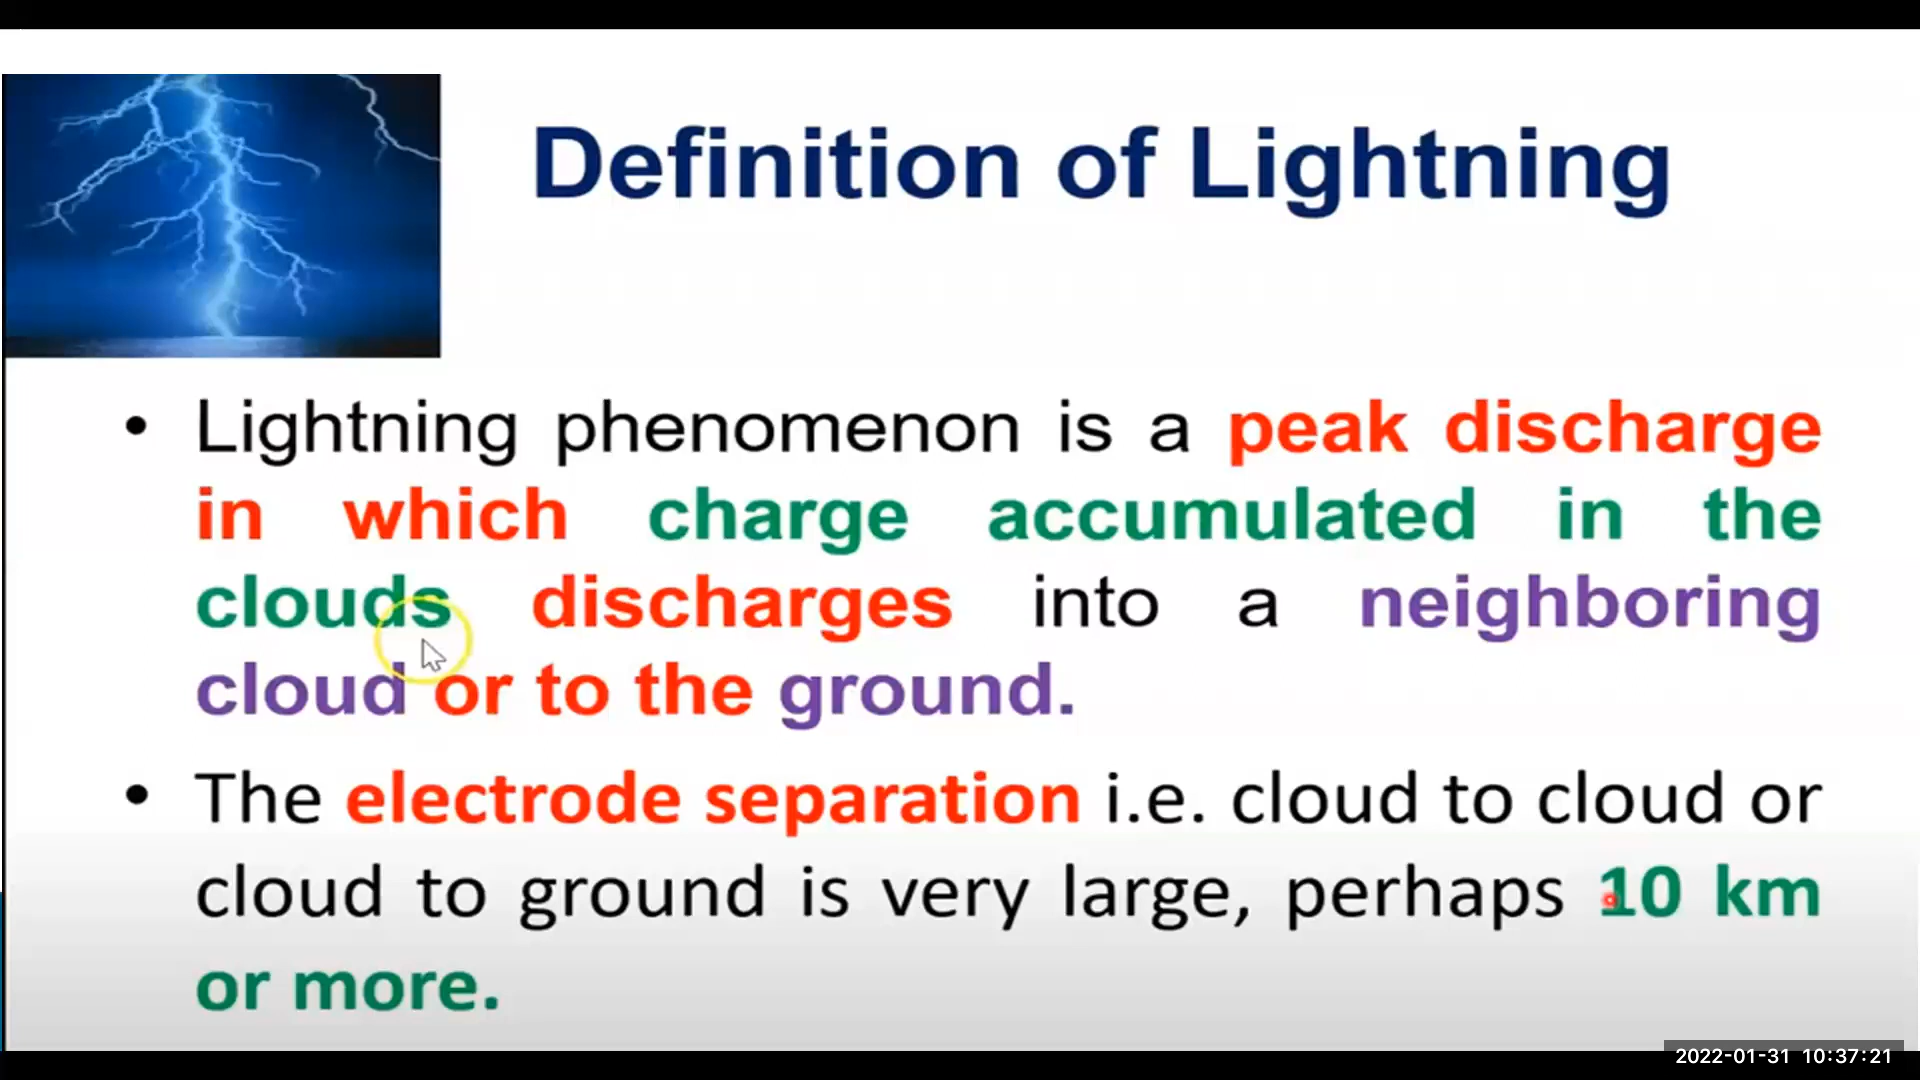 Definition of Lightning
• Lightning phenomenon is a peak discharge
in which charge accumulated in the
clouds discharges into a neighboring
cloud or to the ground.
• The electrode separation i.e. cloud to cloud or
cloud to ground is very large, perhaps 10 km
or more.
2022-01-31 10:37:21